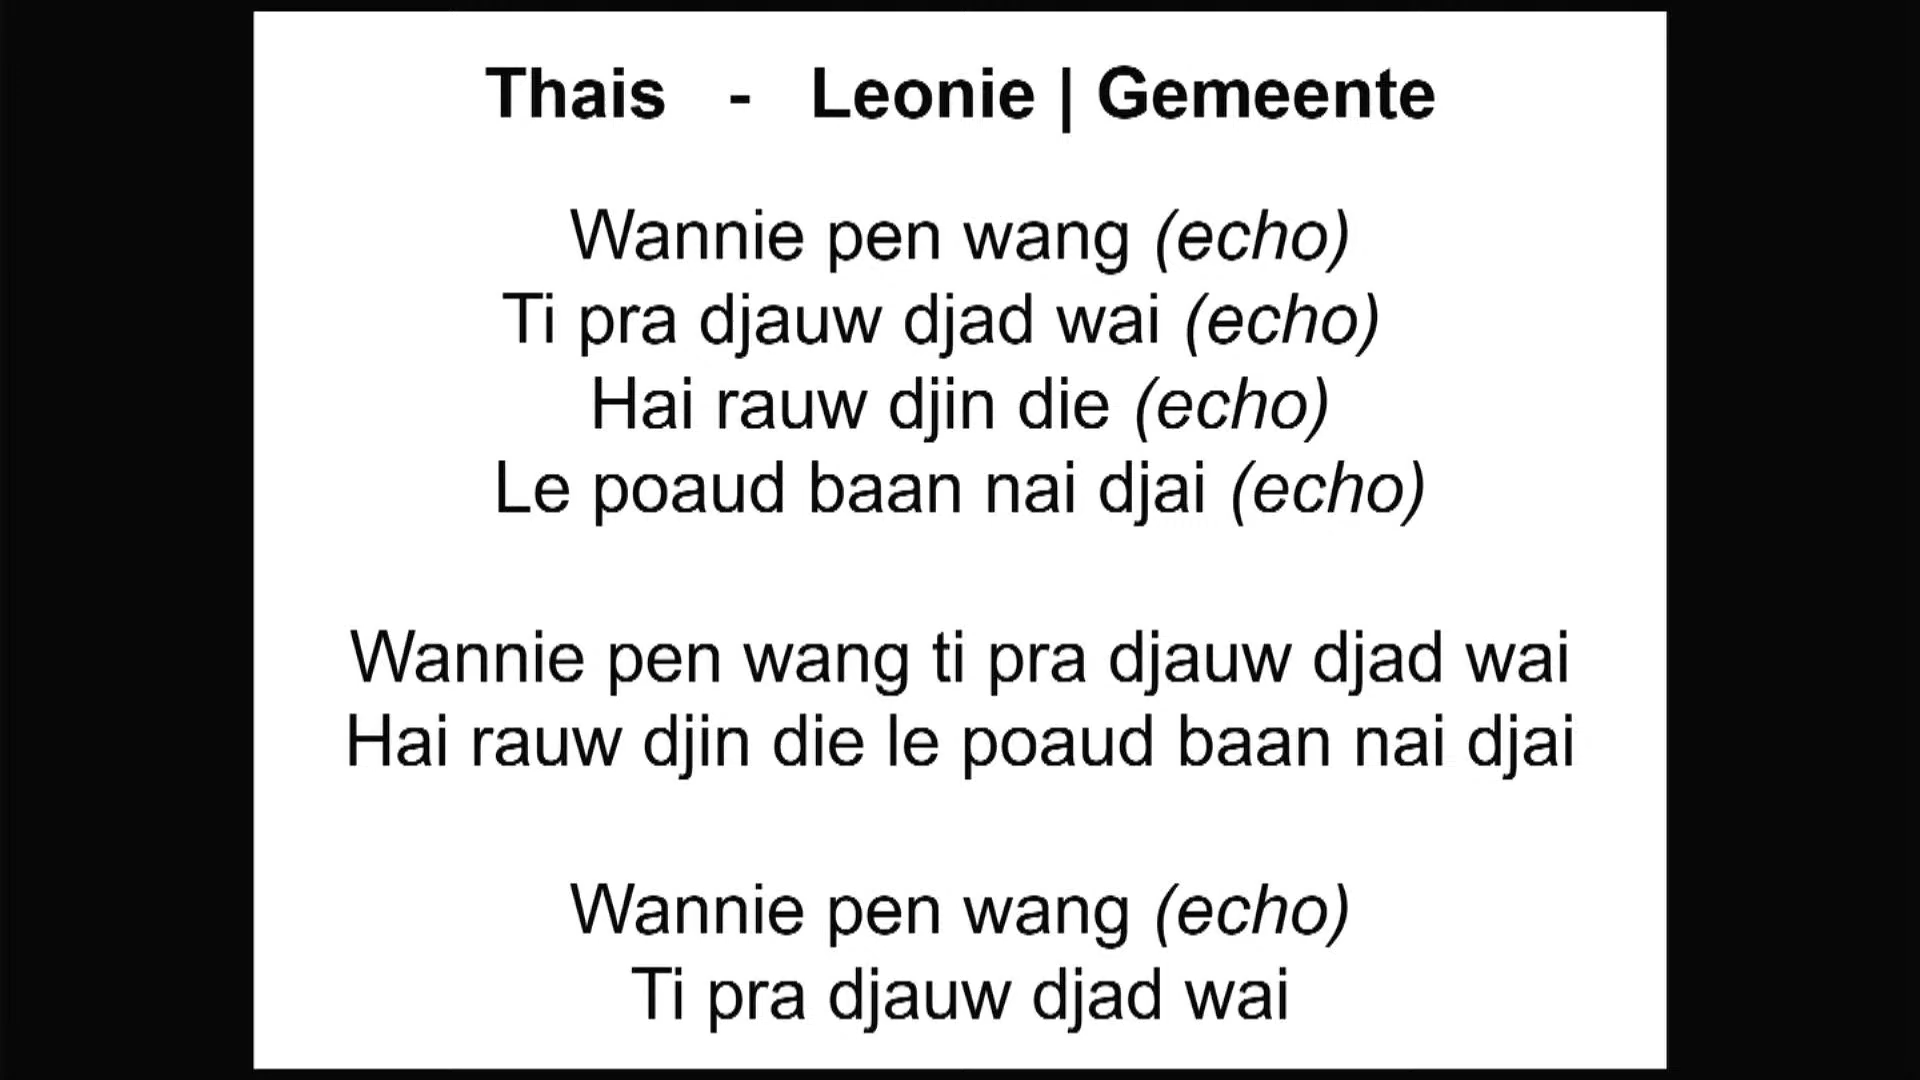 Thais - Leonie | Gemeente
Wannie pen wang (echo)
Ti pra djauw djad wai (echo)
Hai rauw djin die (echo)
Le poaud baan nai djai (echo)
Wannie pen wang ti pra djauw djad wai
Hai rauw djin die le poaud baan nai djai
Wannie pen wang (echo)
Ti pra djauw djad wai